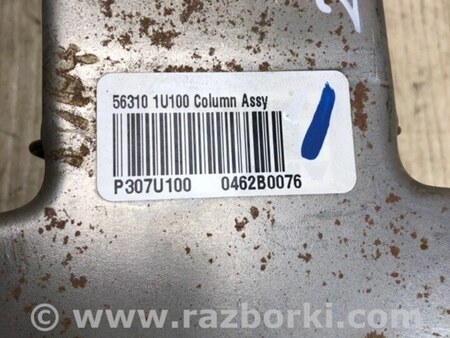 56310 1U100 Column Assy
P307U100 0462B0076
© www.razborki.com